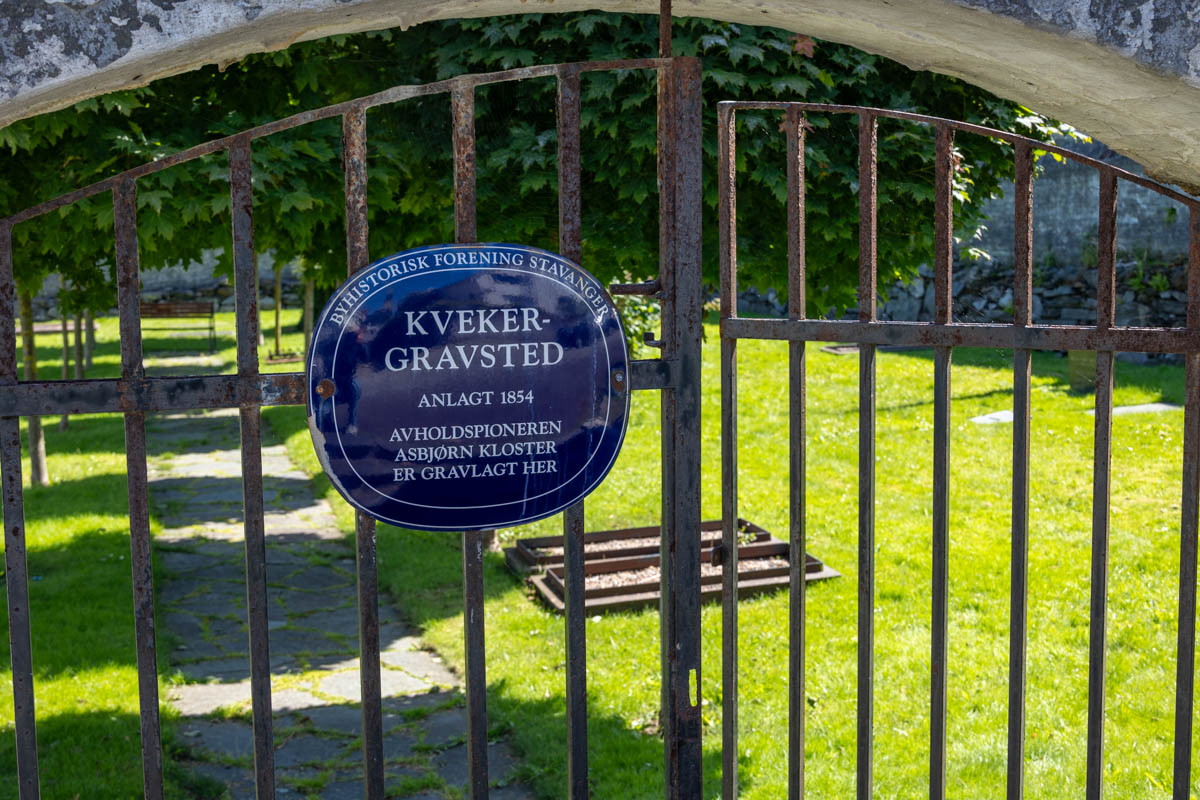 BYHISTORISK FORENING STAVANGER
KVEKER-
GRAVSTED
ANLAGT 1854
AVHOLDSPIONEREN
ASBJØRN KLOSTER
ER GRAVLAGT HER